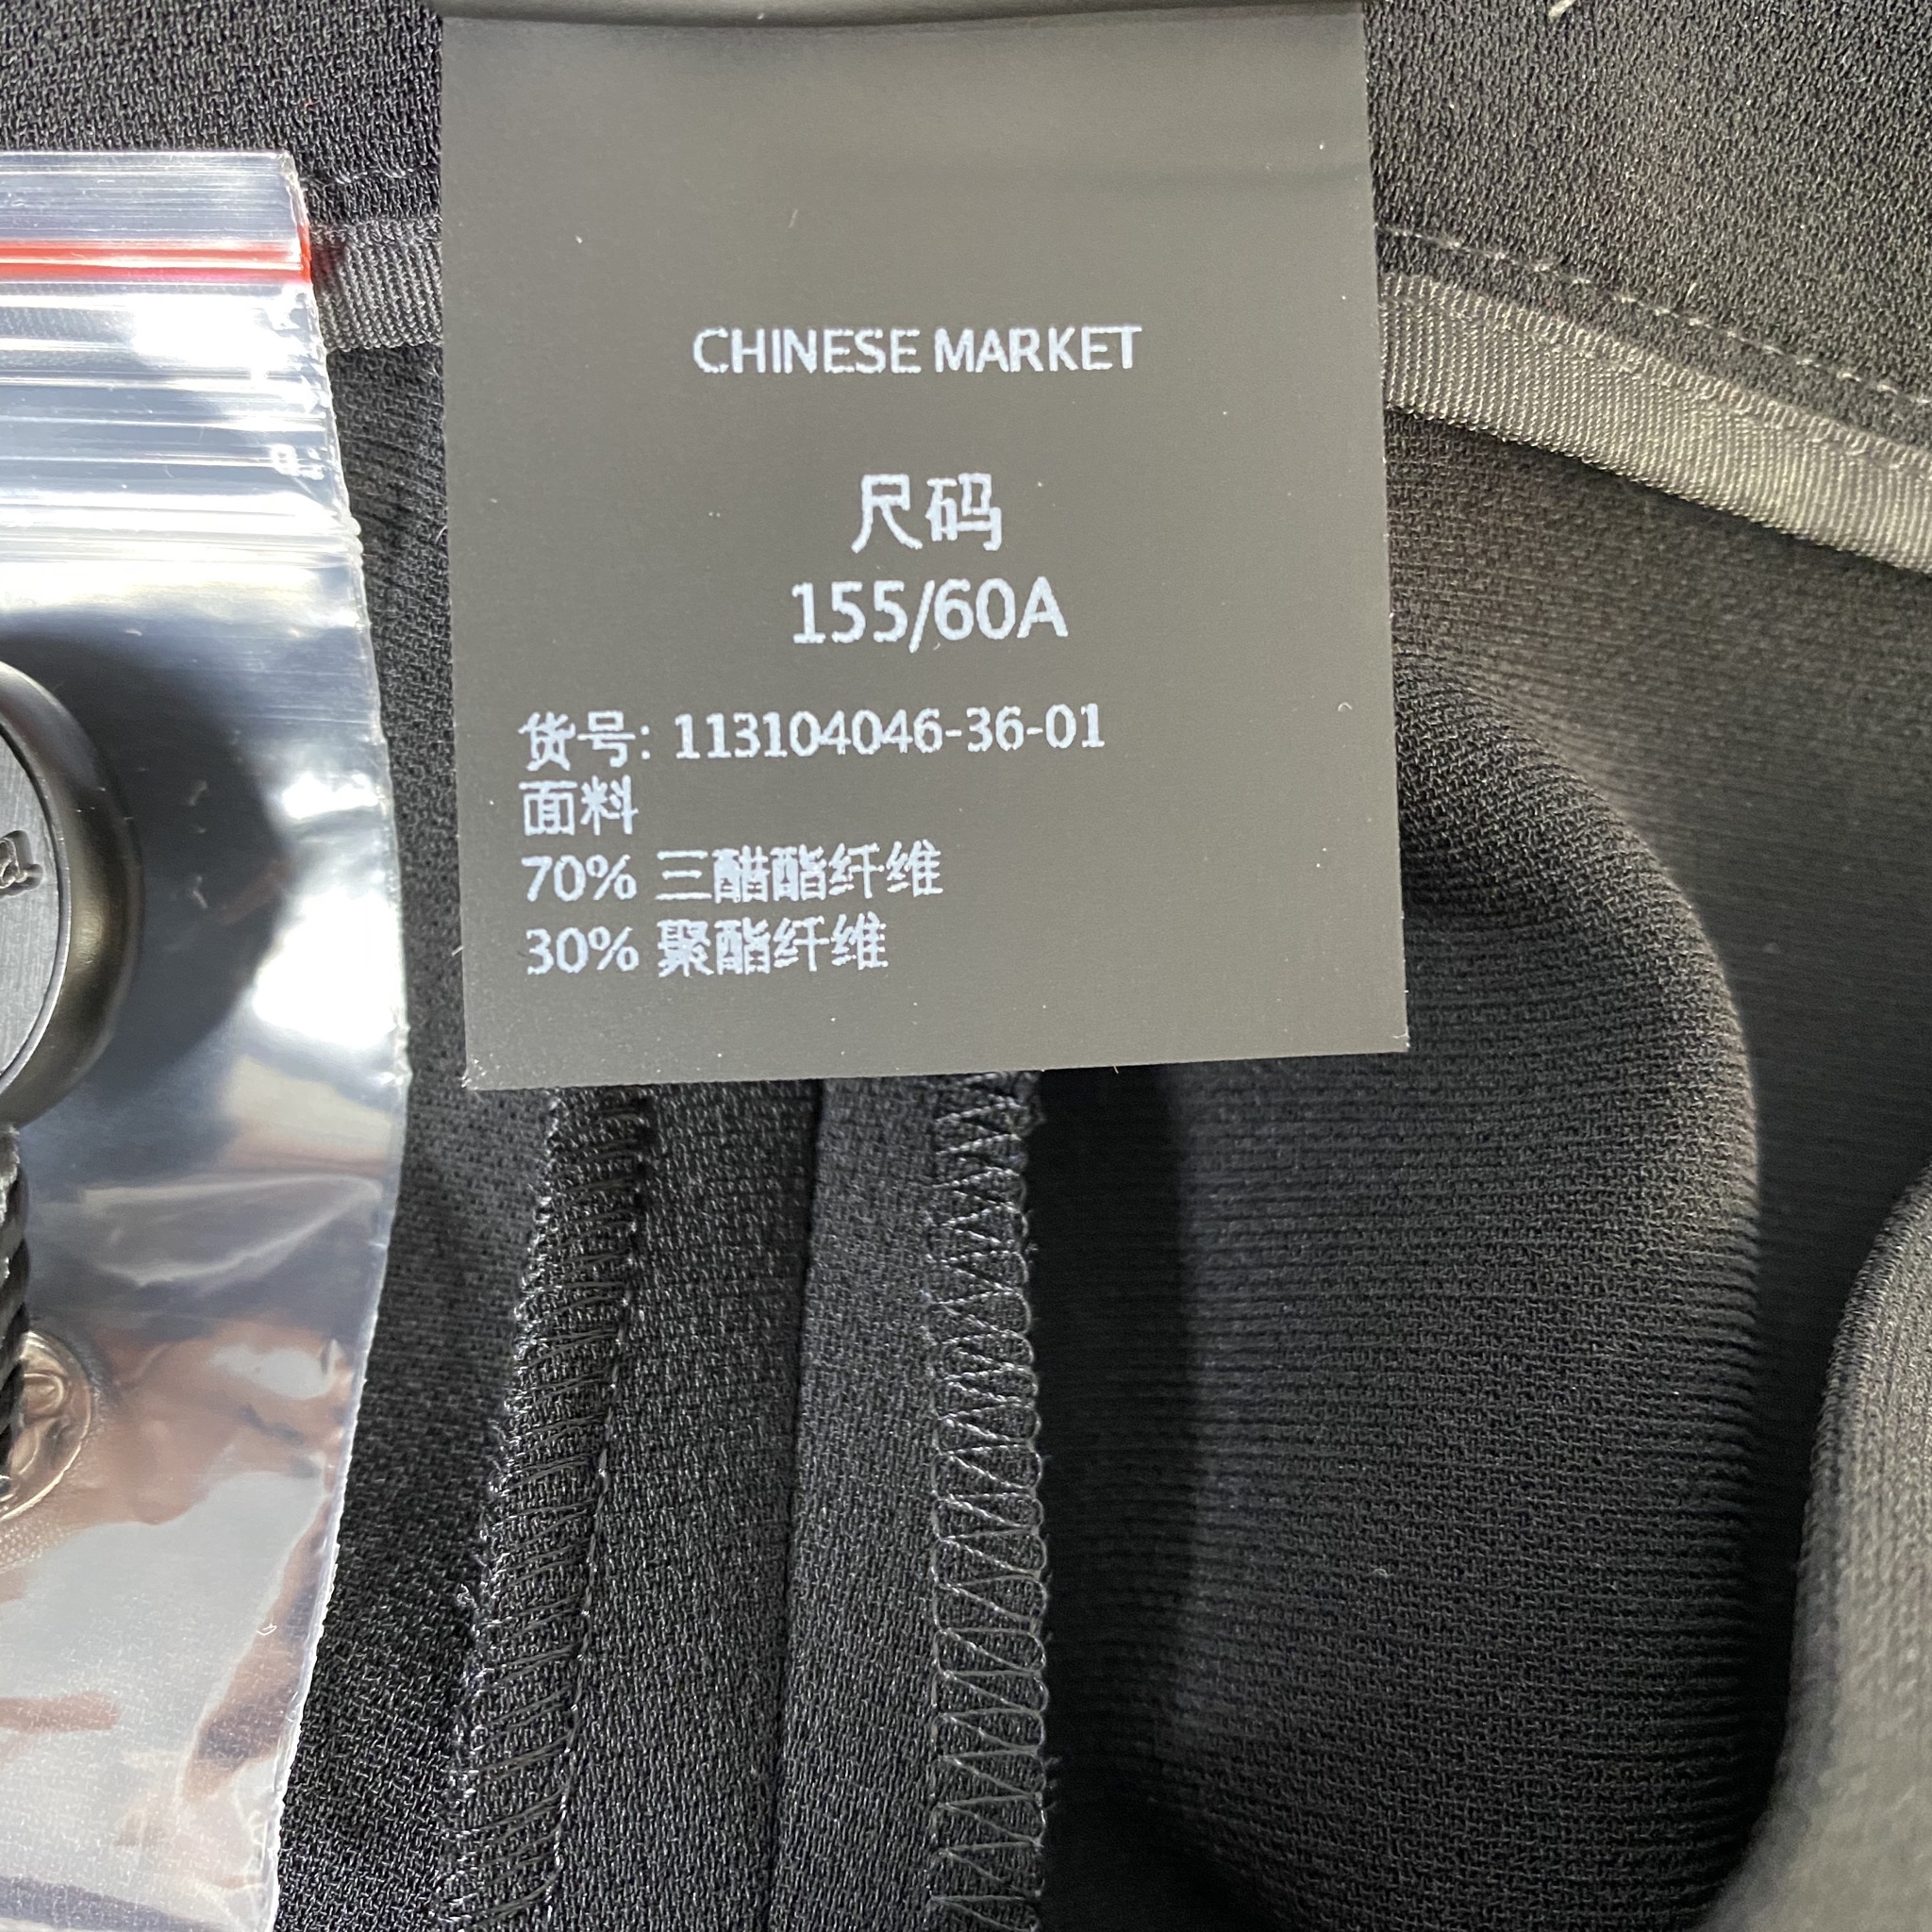 CHINESE MARKET
尺码
155/60A
货号: 113104046-36-01
面料
70% 三醋酯纤维
30% 聚酯纤维